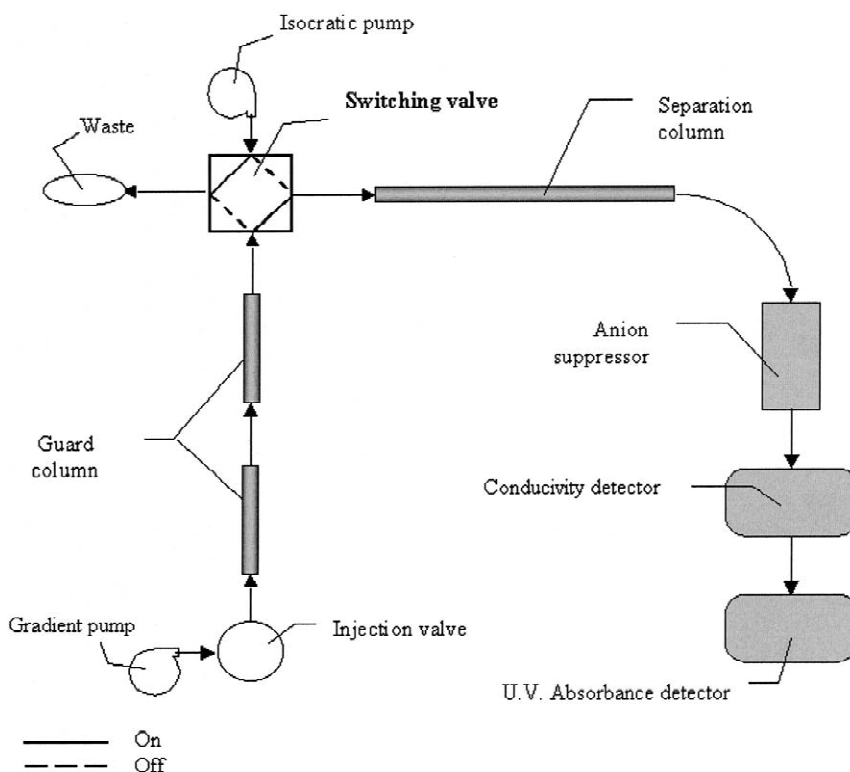 Isocratic pump
Switching valve
Separation
column
Waste
Anion
suppressor
Guard
column
Conducivity detector
Gradient pump
Injection valve
U.V. Absorbance detector
On
Off